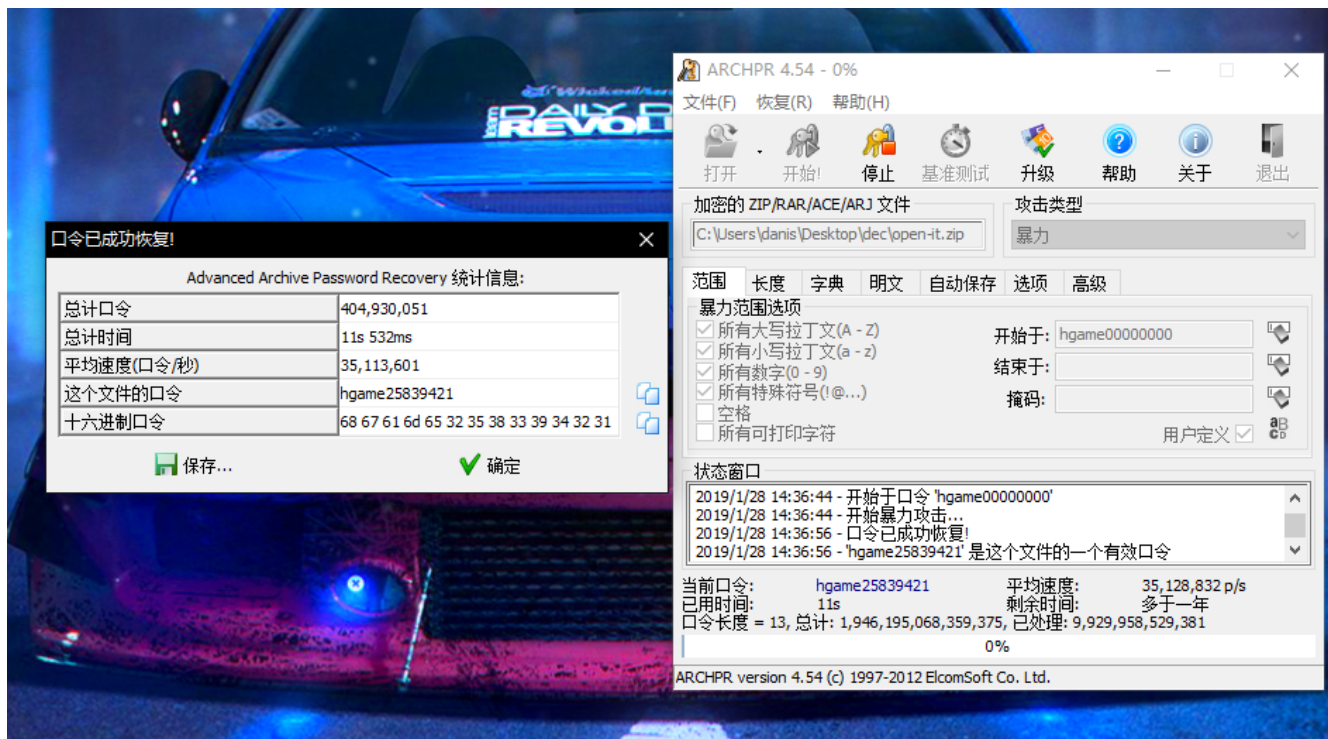 WickedAw
team
DAILY D
REVOL
口令已成功恢复!
Advanced Archive Password Recovery 统计信息:
总计口令 404,930,051
总计时间 11s 532ms
平均速度(口令/秒) 35,113,601
这个文件的口令 hgame25839421
十六进制口令 68 67 61 6d 65 32 35 38 33 39 34 32 31
保存... 确定
ARCHPR 4.54 - 0%
文件(F) 恢复(R) 帮助(H)
打开 开始! 停止 基准测试 升级 帮助 关于 退出
加密的 ZIP/RAR/ACE/ARJ 文件 攻击类型
C:\Users\danis\Desktop\dec\open-it.zip 暴力
范围 长度 字典 明文 自动保存 选项 高级
暴力范围选项
所有大写拉丁文(A - Z)
所有小写拉丁文(a - z)
所有数字(0 - 9)
所有特殊符号(!@...)
空格
所有可打印字符
开始于: hgame00000000
结束于:
掩码:
用户定义
状态窗口
2019/1/28 14:36:44 - 开始于口令 'hgame00000000'
2019/1/28 14:36:44 - 开始暴力攻击...
2019/1/28 14:36:56 - 口令已成功恢复!
2019/1/28 14:36:56 - 'hgame25839421' 是这个文件的一个有效口令
当前口令: hgame25839421 平均速度: 35,128,832 p/s
已用时间: 11s 剩余时间: 多于一年
口令长度 = 13, 总计: 1,946,195,068,359,375, 已处理: 9,929,958,529,381
0%
ARCHPR version 4.54 (c) 1997-2012 ElcomSoft Co. Ltd.